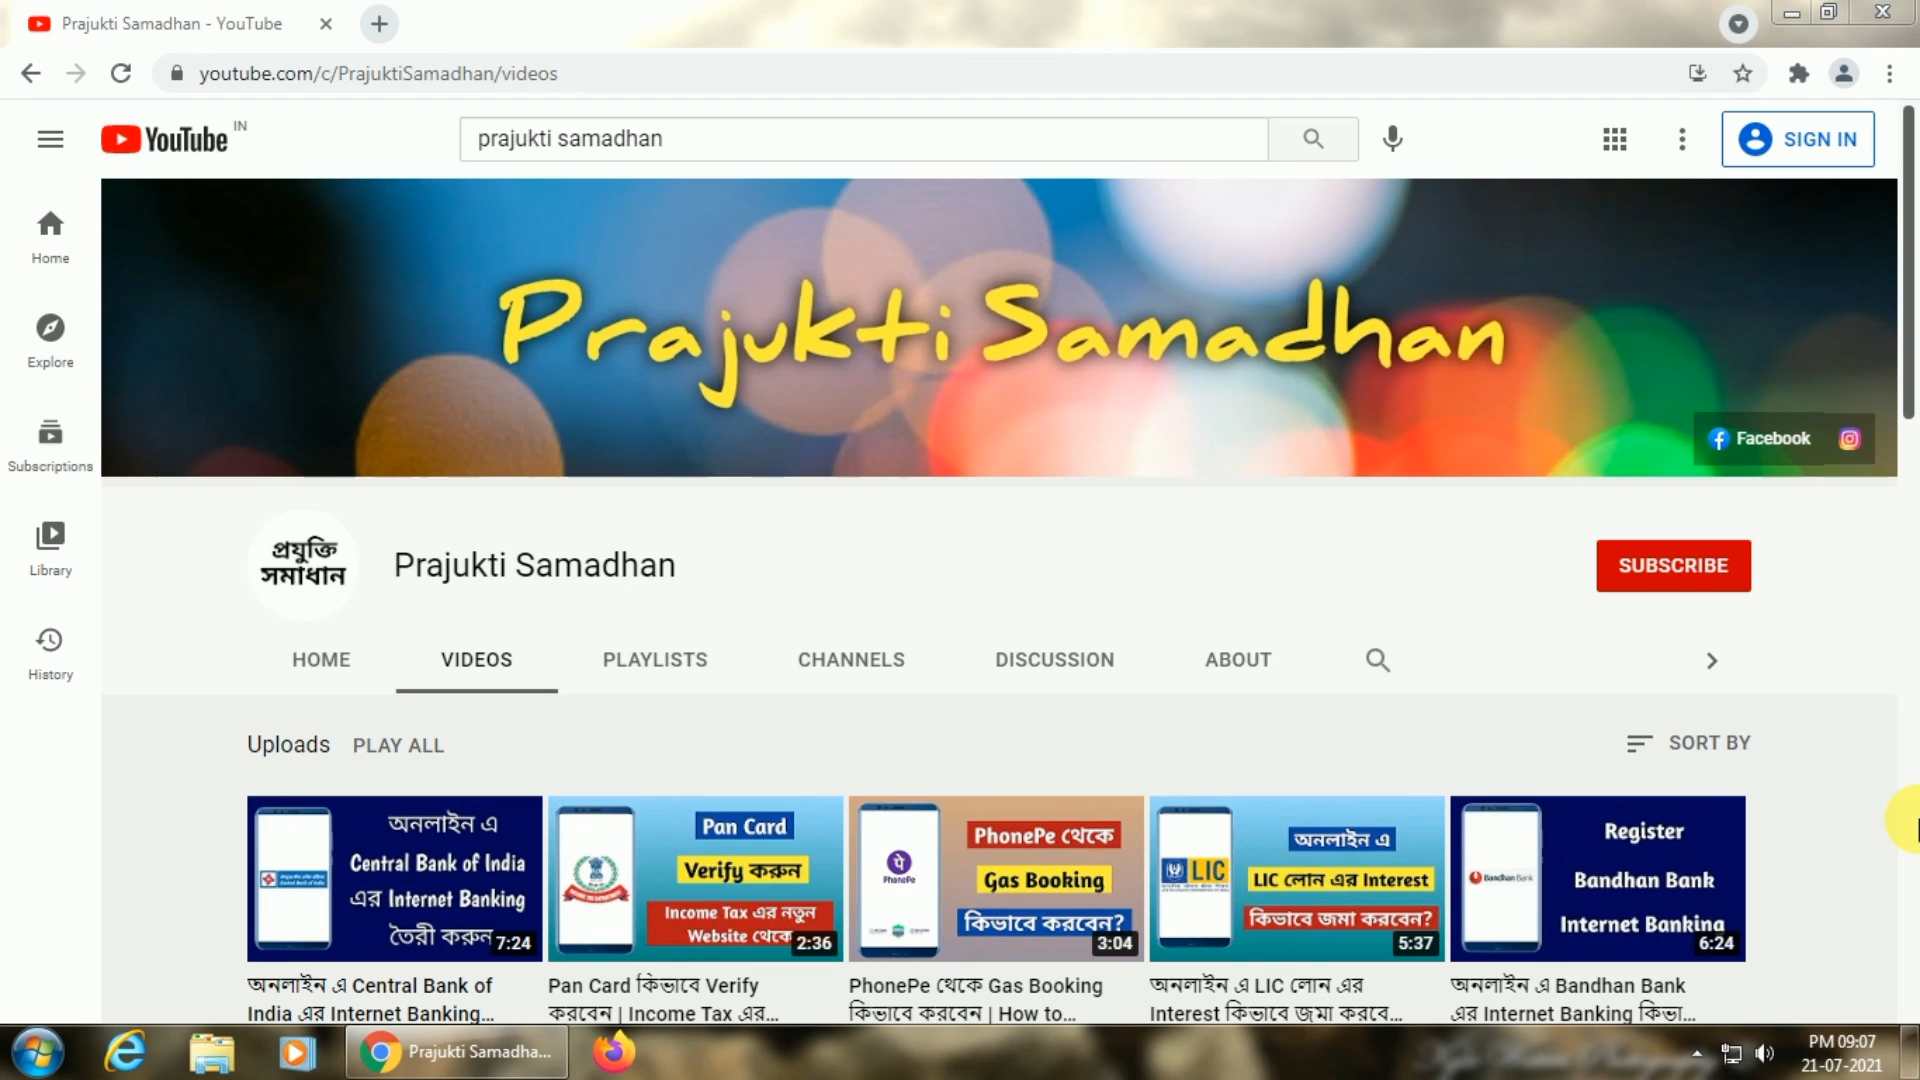 Prajukti Samadhan - YouTube
youtube.com/c/PrajuktiSamadhan/videos
YouTube IN
prajukti samadhan
SIGN IN
Home
Explore
Subscriptions
Library
History
Prajukti Samadhan
Facebook
প্রযুক্তি
সমাধান
Prajukti Samadhan
SUBSCRIBE
HOME VIDEOS PLAYLISTS CHANNELS DISCUSSION ABOUT
Uploads PLAY ALL
SORT BY
অনলাইন এ
Central Bank of India
এর Internet Banking
তৈরী করুন
7:24
Pan Card
Verify করুন
Income Tax এর নতুন
Website থেকে
2:36
PhonePe
PhonePe থেকে
Gas Booking
কিভাবে করবেন?
3:04
LIC
অনলাইন এ
LIC লোন এর Interest
কিভাবে জমা করবেন?
5:37
Bandhan Bank
Register
Bandhan Bank
Internet Banking
6:24
অনলাইন এ Central Bank of
India এর Internet Banking...
Pan Card কিভাবে Verify
করবেন | Income Tax এর...
PhonePe থেকে Gas Booking
কিভাবে করবেন | How to...
অনলাইন এ LIC লোন এর
Interest কিভাবে জমা করবে...
অনলাইন এ Bandhan Bank
এর Internet Banking কিভা...
Prajukti Samadha...
PM 09:07
21-07-2021